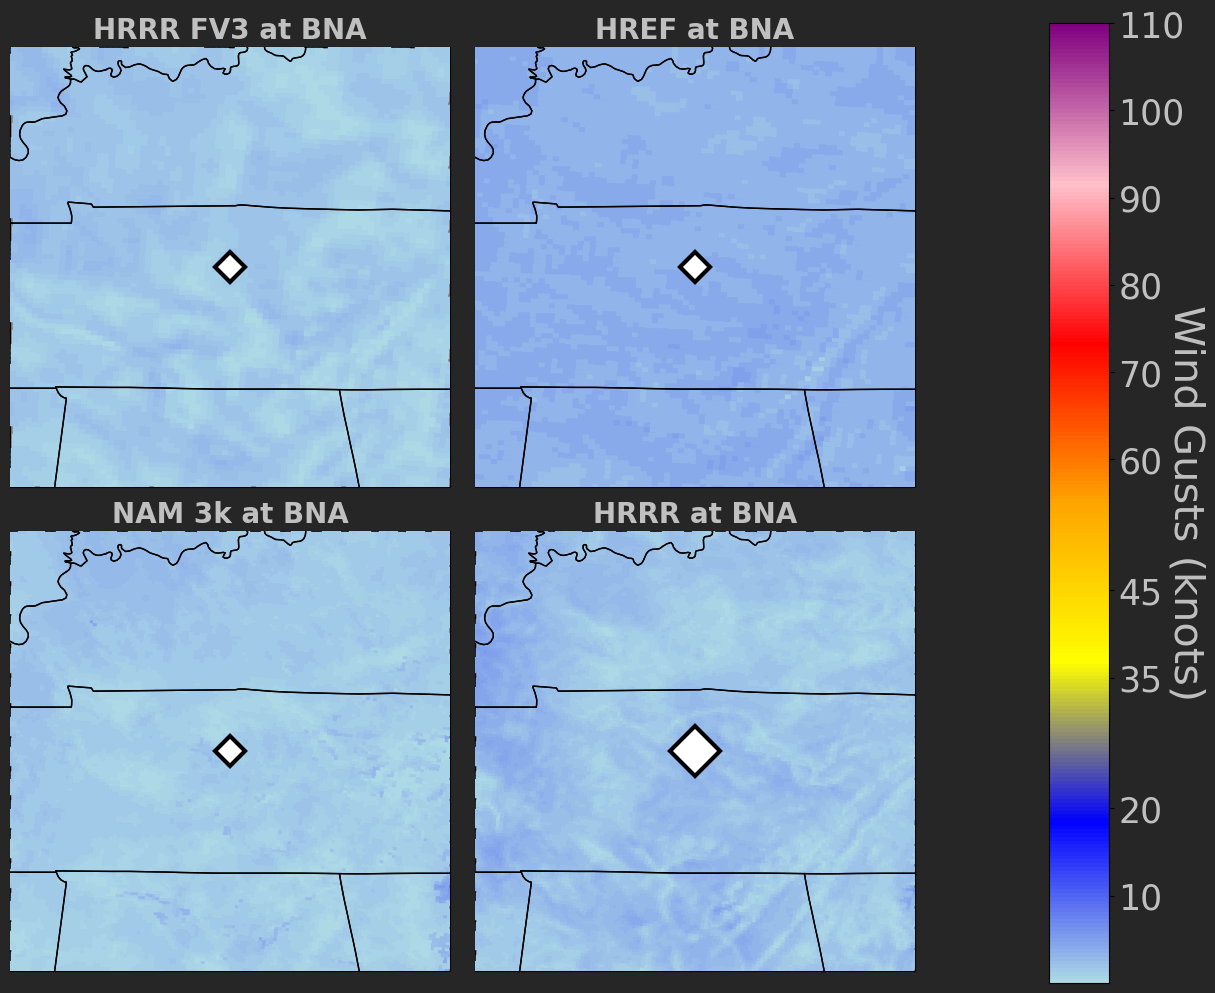 HRRR FV3 at BNA
HREF at BNA
NAM 3k at BNA
HRRR at BNA
110
100
90
80
70
60
45
35
20
10
Wind Gusts (knots)